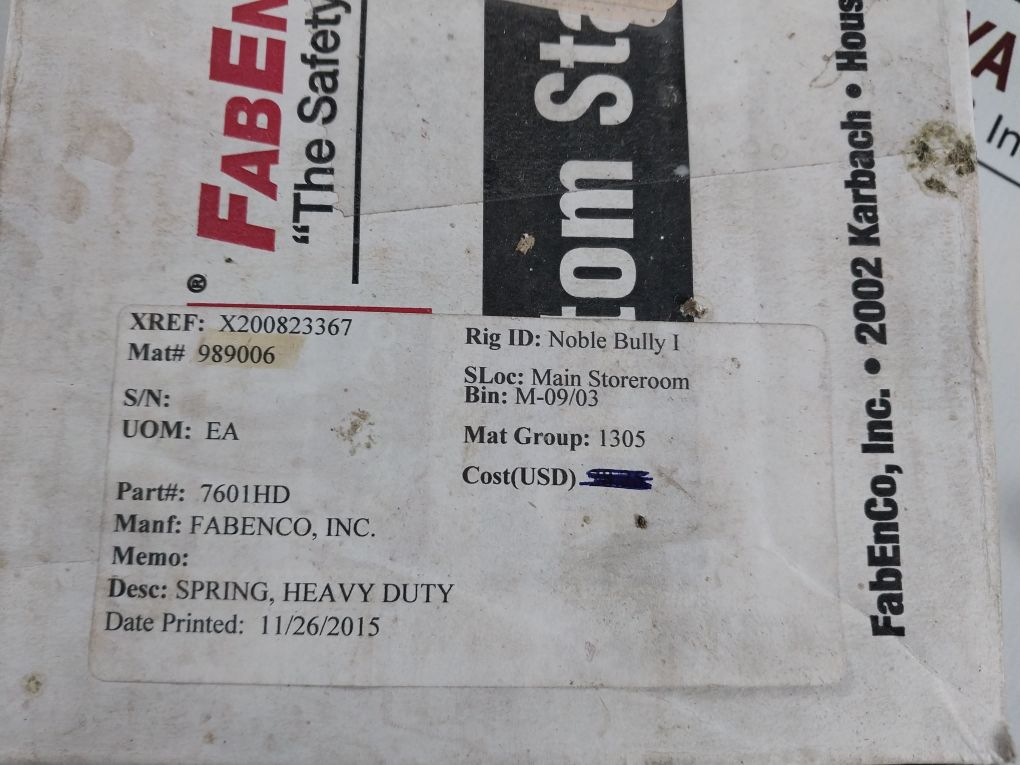 FABEN
"The Safety
®
tom Sta
FabEnCo, Inc. • 2002 Karbach • Hous
YA
In
XREF: X200823367
Mat# 989006
S/N:
UOM: EA
Part#: 7601HD
Manf: FABENCO, INC.
Memo:
Desc: SPRING, HEAVY DUTY
Date Printed: 11/26/2015
Rig ID: Noble Bully I
SLoc: Main Storeroom
Bin: M-09/03
Mat Group: 1305
Cost(USD)